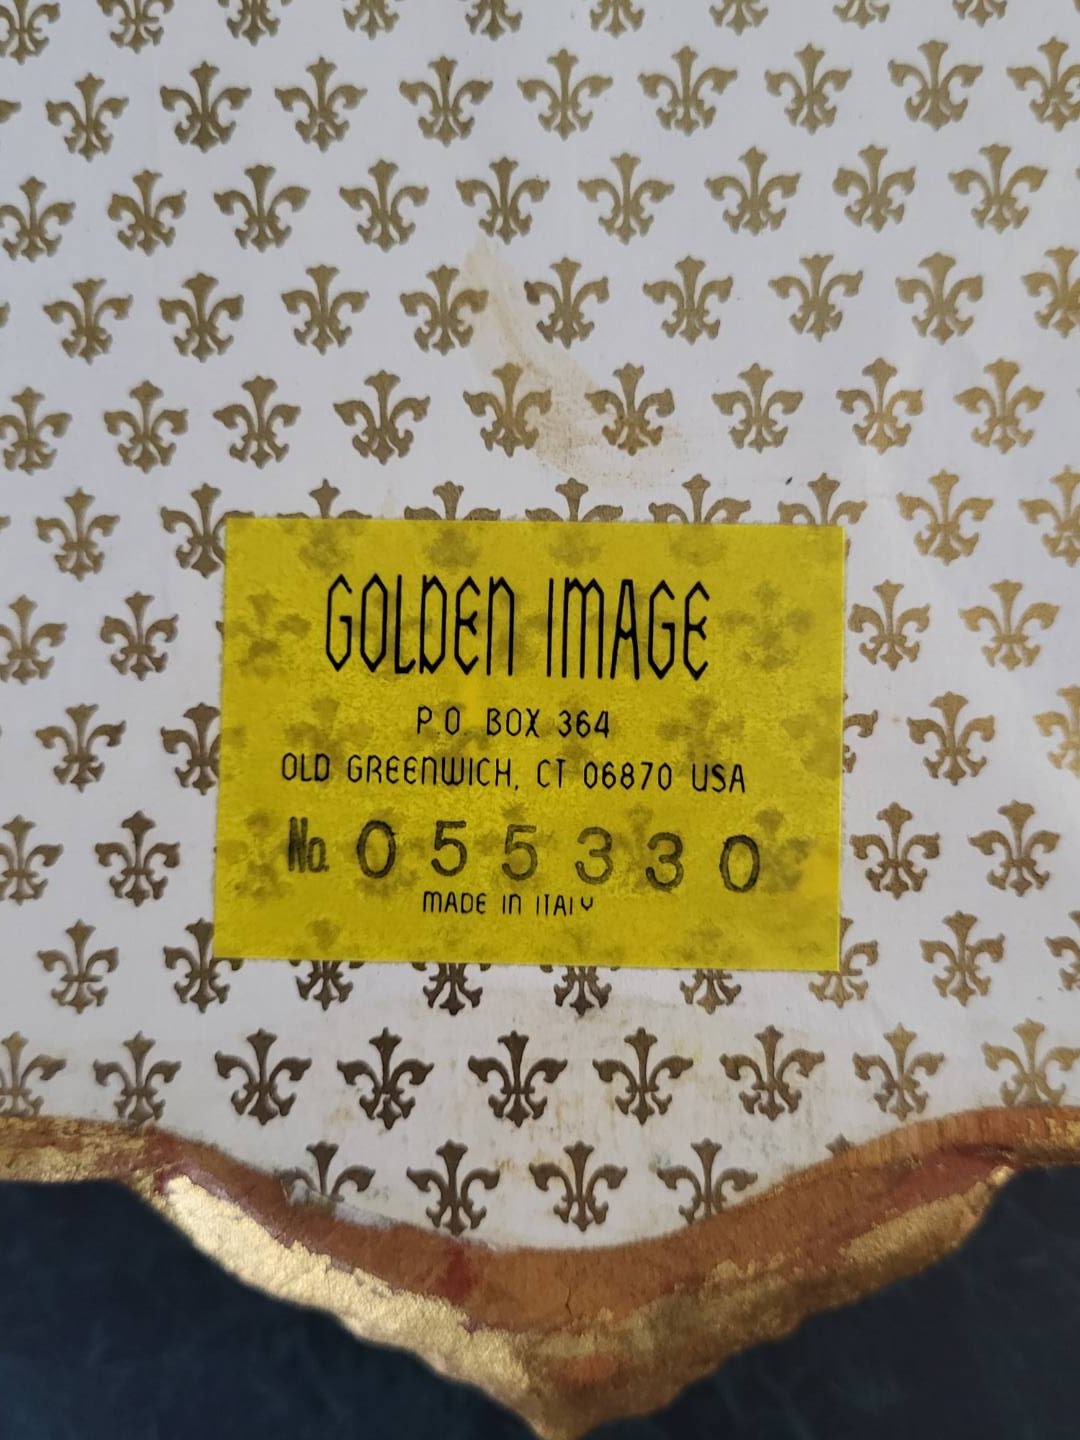 GOLDEN IMAGE
P.O. BOX 364
OLD GREENWICH, CT 06870 USA
No. 055330
MADE IN ITALY